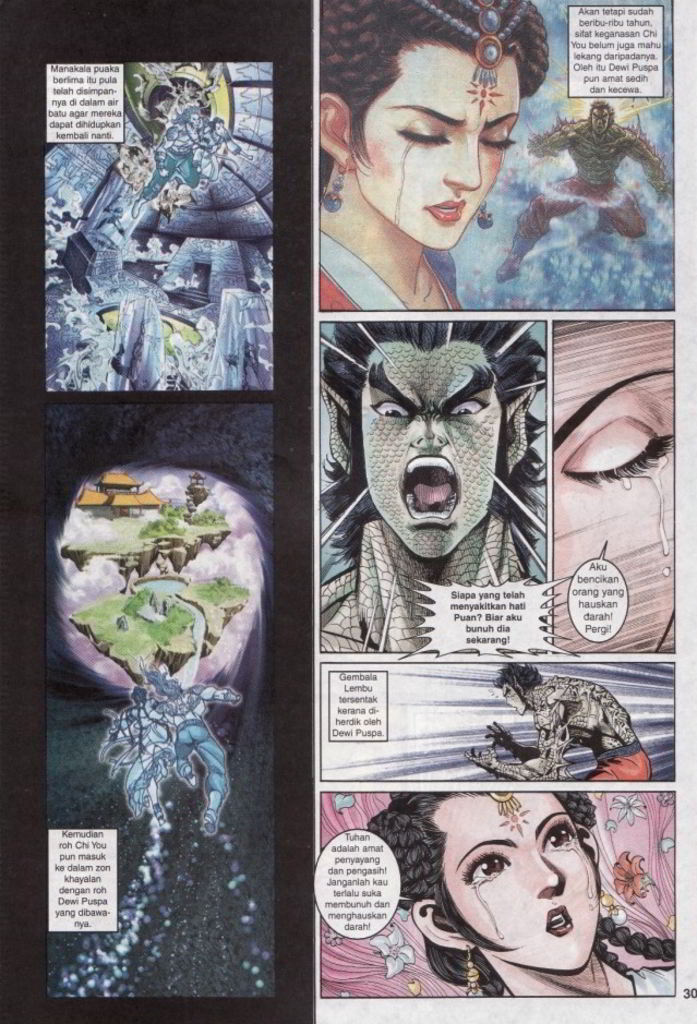 Manakala puaka
berlima itu pula
telah disimpan-
nya di dalam air
batu agar mereka
dapat dihidupkan
kembali nanti.
Kemudian
roh Chi You
pun masuk
ke dalam zon
khayalan
dengan roh
Dewi Puspa
yang dibawa-
nya.
Akan tetapi sudah
beribu-ribu tahun,
sifat keganasan Chi
You belum juga mahu
lekang daripadanya.
Oleh itu Dewi Puspa
pun amat sedih
dan kecewa.
Siapa yang telah
menyakitkan hati
Puan? Biar aku
bunuh dia
sekarang!
Aku
bencikan
orang yang
hauskan
darah!
Pergi!
Gembala
Lembu
tersentak
kerana di-
herdik oleh
Dewi Puspa.
Tuhan
adalah amat
penyayang
dan pengasih!
Janganlah kau
terlalu suka
membunuh dan
menghauskan
darah!
30